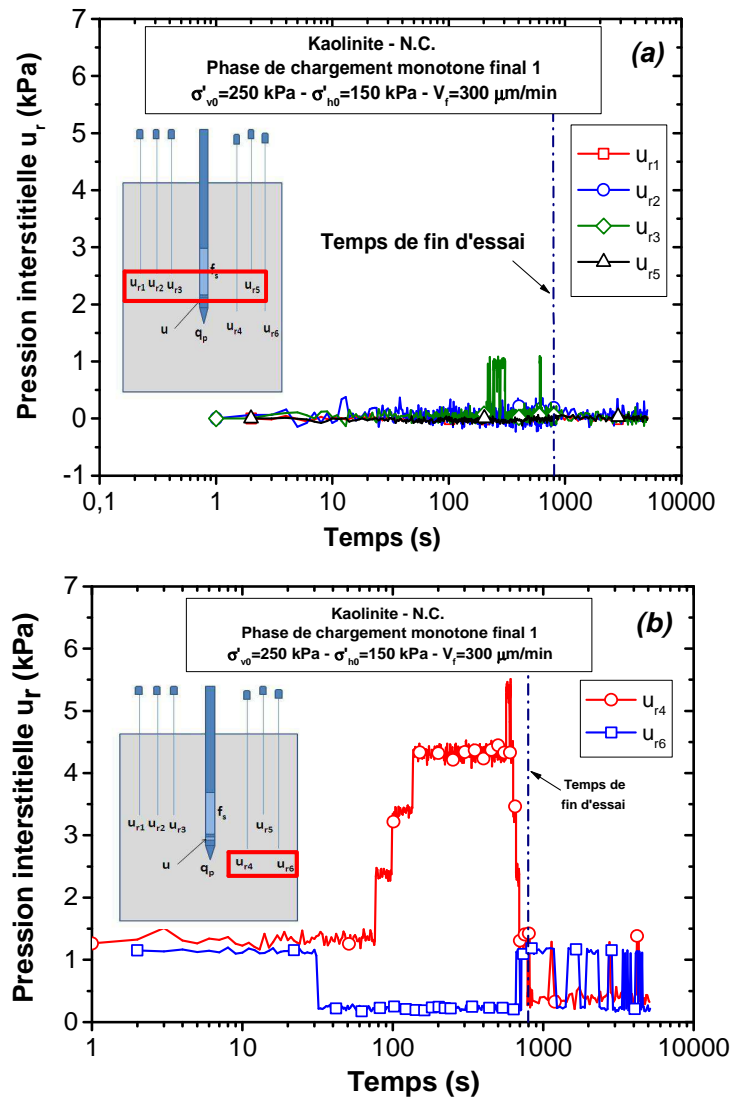 (a)
Kaolinite - N.C.
Phase de chargement monotone final 1
σ'v0=250 kPa - σ'h0=150 kPa - Vf=300 µm/min
Pression interstitielle ur (kPa)
7
6
5
4
3
2
1
0
-1
ur1
ur2
ur3
ur5
fs
ur1 ur2 ur3
ur5
u
qp
ur4
ur6
Temps de fin d'essai
0,1
1
10
100
1000
10000
Temps (s)
(b)
Kaolinite - N.C.
Phase de chargement monotone final 1
σ'v0=250 kPa - σ'h0=150 kPa - Vf=300 µm/min
Pression interstitielle ur (kPa)
7
6
5
4
3
2
1
0
ur4
ur6
fs
ur1 ur2 ur3
ur5
u
qp
ur4
ur6
Temps de
fin d'essai
1
10
100
1000
10000
Temps (s)